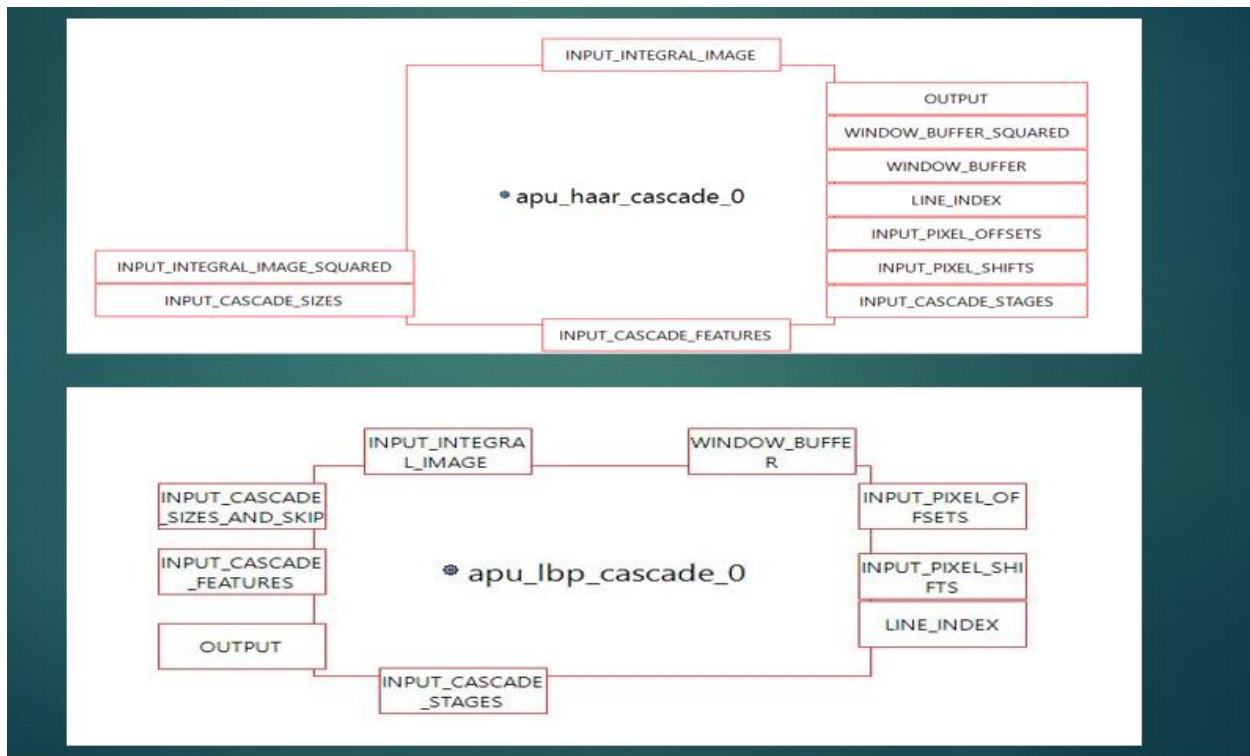 INPUT_INTEGRAL_IMAGE
OUTPUT
WINDOW_BUFFER_SQUARED
WINDOW_BUFFER
apu_haar_cascade_0
LINE_INDEX
INPUT_PIXEL_OFFSETS
INPUT_INTEGRAL_IMAGE_SQUARED
INPUT_PIXEL_SHIFTS
INPUT_CASCADE_SIZES
INPUT_CASCADE_STAGES
INPUT_CASCADE_FEATURES
INPUT_INTEGRA
L_IMAGE
WINDOW_BUFFE
R
INPUT_CASCADE
_SIZES_AND_SKIP
INPUT_PIXEL_OF
FSETS
INPUT_CASCADE
_FEATURES
apu_lbp_cascade_0
INPUT_PIXEL_SHI
FTS
LINE_INDEX
OUTPUT
INPUT_CASCADE
_STAGES